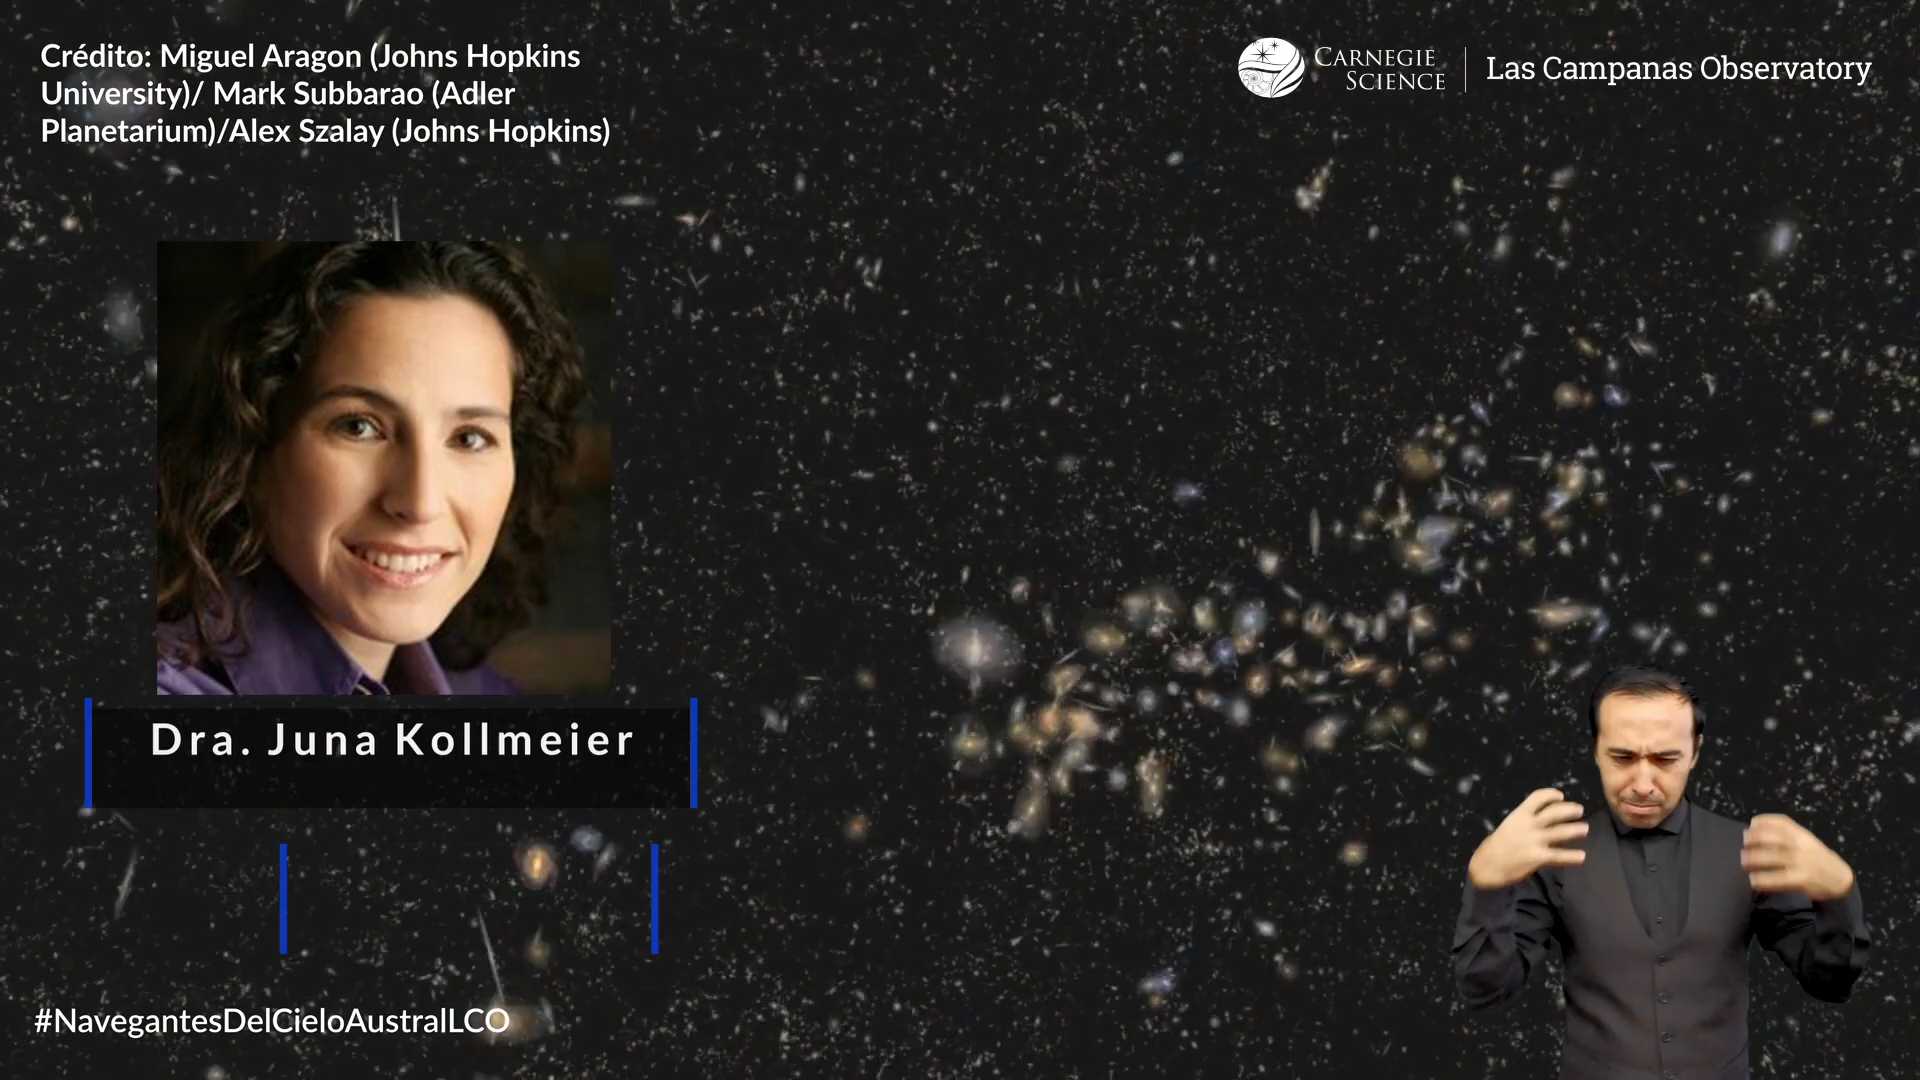 Crédito: Miguel Aragon (Johns Hopkins
University)/ Mark Subbarao (Adler
Planetarium)/Alex Szalay (Johns Hopkins)
CARNEGIE
SCIENCE
Las Campanas Observatory
Dra. Juna Kollmeier
#NavegantesDelCieloAustralLCO